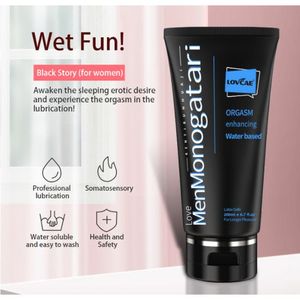 Wet Fun!
Black Story (for women)
Awaken the sleeping erotic desire
and experience the orgasm in the
lubrication!
Professional
lubrication
Somatosensory
Water soluble
and easy to wash
Health and
Safety
LOVCAE
ORGASM
enhancing
Water based
Love
MenMonogatari
200ml